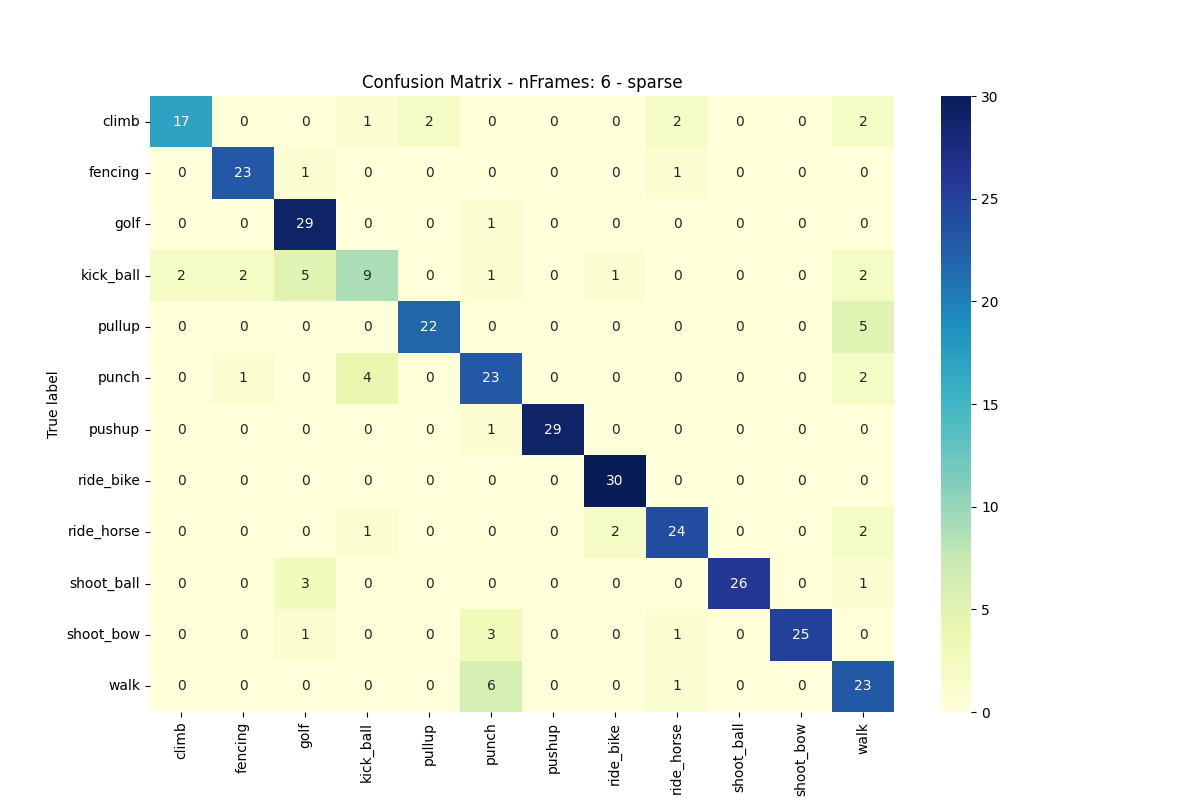 Confusion Matrix - nFrames: 6 - sparse
True label
climb 17 0 0 1 2 0 0 0 2 0 0 2
fencing 0 23 1 0 0 0 0 0 1 0 0 0
golf 0 0 29 0 0 1 0 0 0 0 0 0
kick_ball 2 2 5 9 0 1 0 1 0 0 0 2
pullup 0 0 0 0 22 0 0 0 0 0 0 5
punch 0 1 0 4 0 23 0 0 0 0 0 2
pushup 0 0 0 0 0 1 29 0 0 0 0 0
ride_bike 0 0 0 0 0 0 0 30 0 0 0 0
ride_horse 0 0 0 1 0 0 0 2 24 0 0 2
shoot_ball 0 0 3 0 0 0 0 0 0 26 0 1
shoot_bow 0 0 1 0 0 3 0 0 1 0 25 0
walk 0 0 0 0 0 6 0 0 1 0 0 23
climb fencing golf kick_ball pullup punch pushup ride_bike ride_horse shoot_ball shoot_bow walk
30
25
20
15
10
5
0